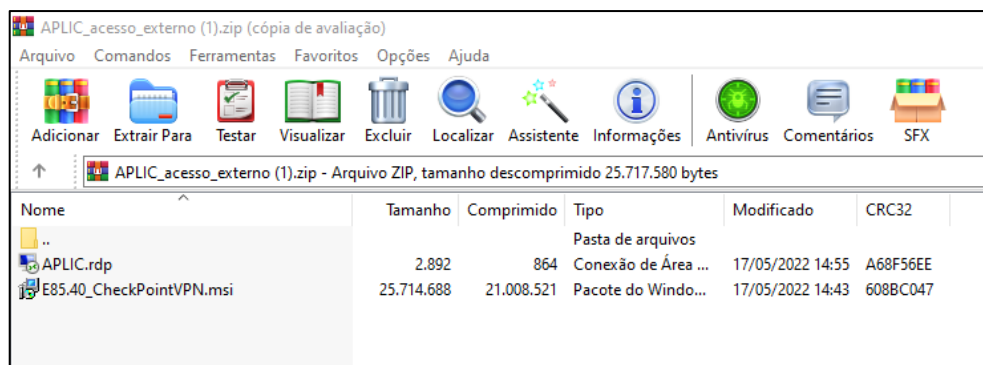 APLIC_acesso_externo (1).zip (cópia de avaliação)
Arquivo Comandos Ferramentas Favoritos Opções Ajuda
Adicionar Extrair Para Testar Visualizar Excluir Localizar Assistente Informações Antivírus Comentários SFX
APLIC_acesso_externo (1).zip - Arquivo ZIP, tamanho descomprimido 25.717.580 bytes
Nome Tamanho Comprimido Tipo Modificado CRC32
.. Pasta de arquivos
APLIC.rdp 2.892 864 Conexão de Área ... 17/05/2022 14:55 A68F56EE
E85.40_CheckPointVPN.msi 25.714.688 21.008.521 Pacote do Windo... 17/05/2022 14:43 608BC047